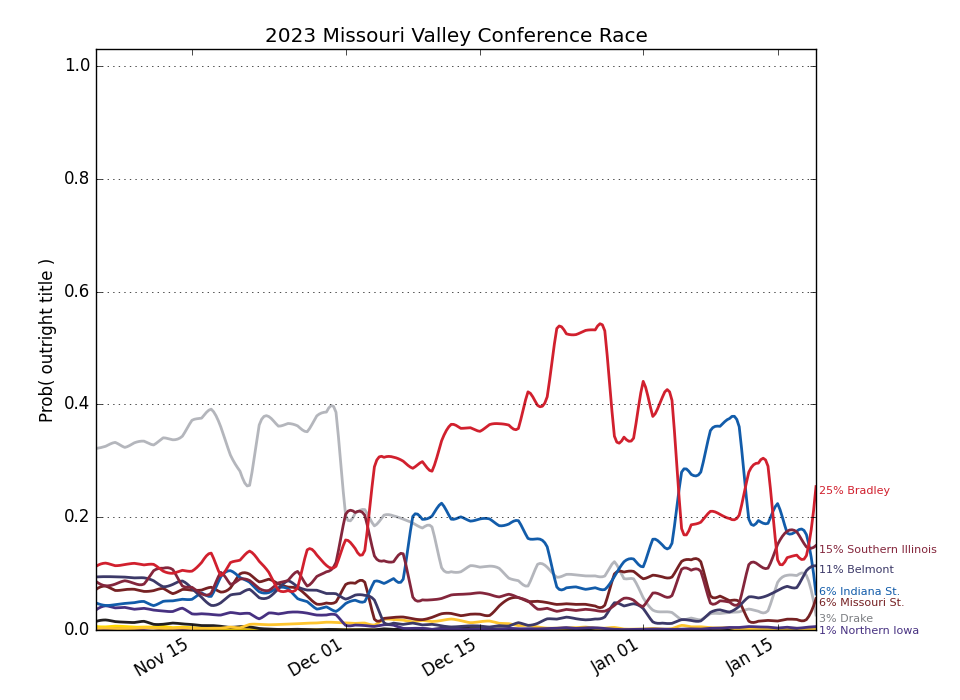 2023 Missouri Valley Conference Race
Prob( outright title )
1.0
0.8
0.6
0.4
0.2
0.0
Nov 15
Dec 01
Dec 15
Jan 01
Jan 15
25% Bradley
15% Southern Illinois
11% Belmont
6% Indiana St.
6% Missouri St.
3% Drake
1% Northern Iowa